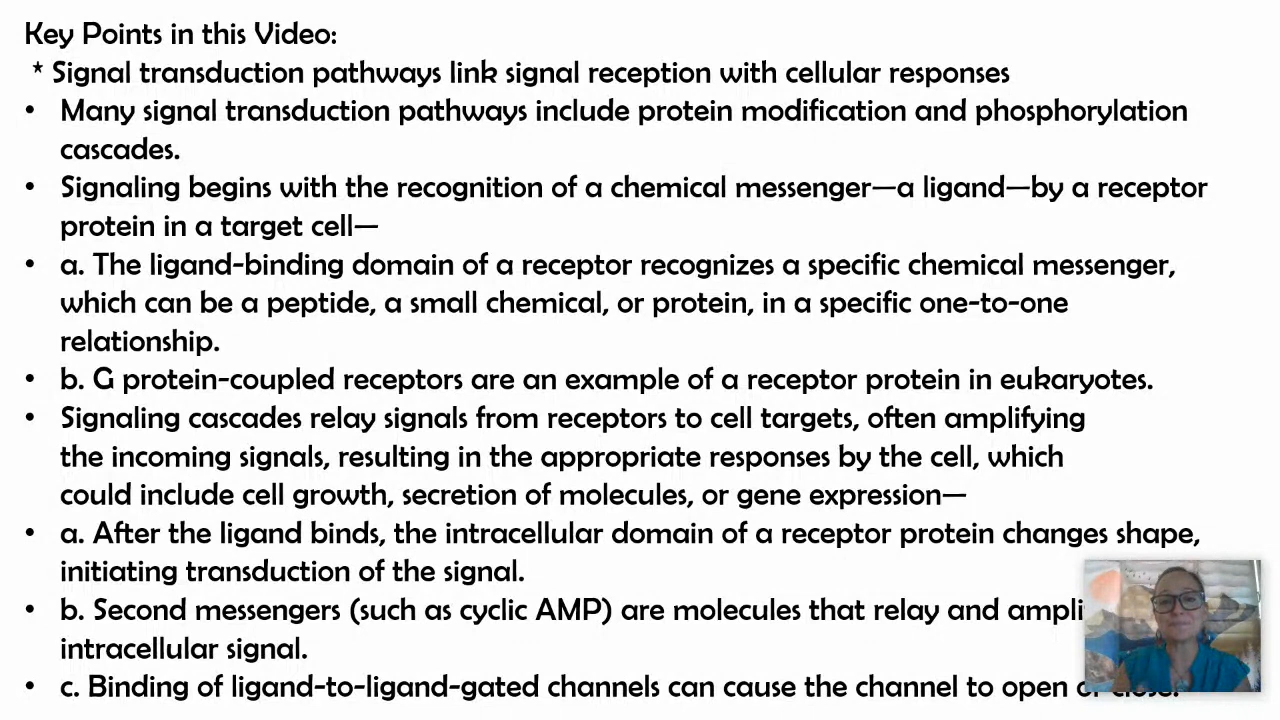 Key Points in this Video:
* Signal transduction pathways link signal reception with cellular responses
• Many signal transduction pathways include protein modification and phosphorylation
cascades.
• Signaling begins with the recognition of a chemical messenger—a ligand—by a receptor
protein in a target cell—
• a. The ligand-binding domain of a receptor recognizes a specific chemical messenger,
which can be a peptide, a small chemical, or protein, in a specific one-to-one
relationship.
• b. G protein-coupled receptors are an example of a receptor protein in eukaryotes.
• Signaling cascades relay signals from receptors to cell targets, often amplifying
the incoming signals, resulting in the appropriate responses by the cell, which
could include cell growth, secretion of molecules, or gene expression—
• a. After the ligand binds, the intracellular domain of a receptor protein changes shape,
initiating transduction of the signal.
• b. Second messengers (such as cyclic AMP) are molecules that relay and
intracellular signal.
• c. Binding of ligand-to-ligand-gated channels can cause the channel to open